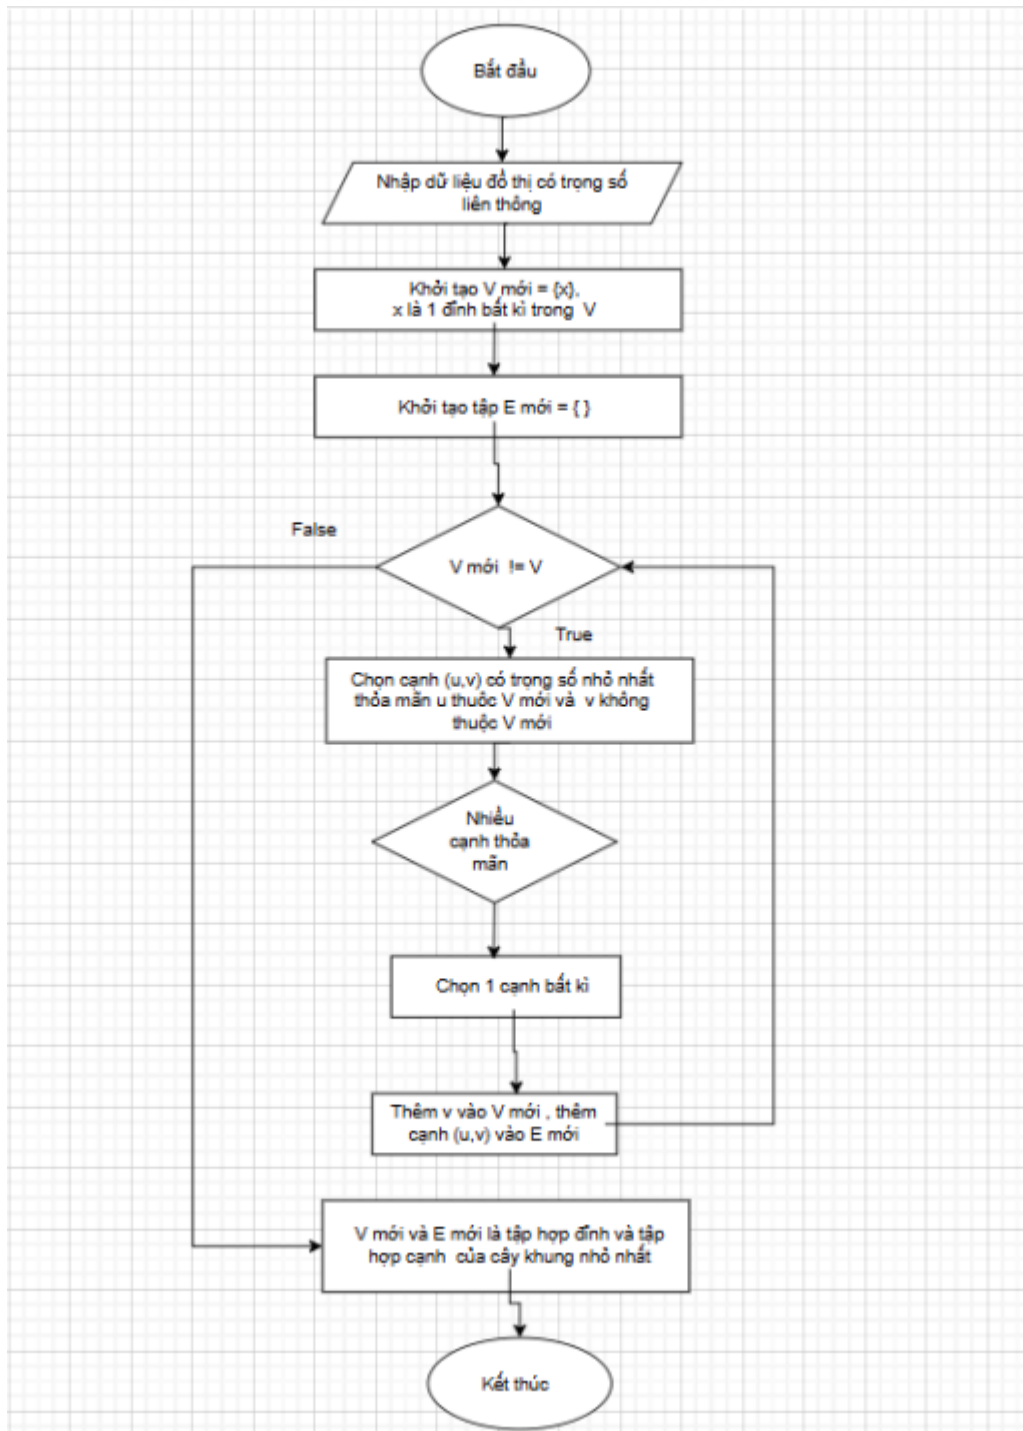 Bắt đầu
Nhập dữ liệu đồ thị có trọng số
liên thông
Khởi tạo V mới = {x},
x là 1 đỉnh bất kì trong V
Khởi tạo tập E mới = { }
False
V mới != V
True
Chọn cạnh (u,v) có trọng số nhỏ nhất
thỏa mãn u thuôc V mới và v không
thuộc V mới
Nhiều
cạnh thỏa
mãn
Chọn 1 cạnh bất kì
Thêm v vào V mới , thêm
cạnh (u,v) vào E mới
V mới và E mới là tập hợp đỉnh và tập
hợp cạnh của cây khung nhỏ nhất
Kết thúc